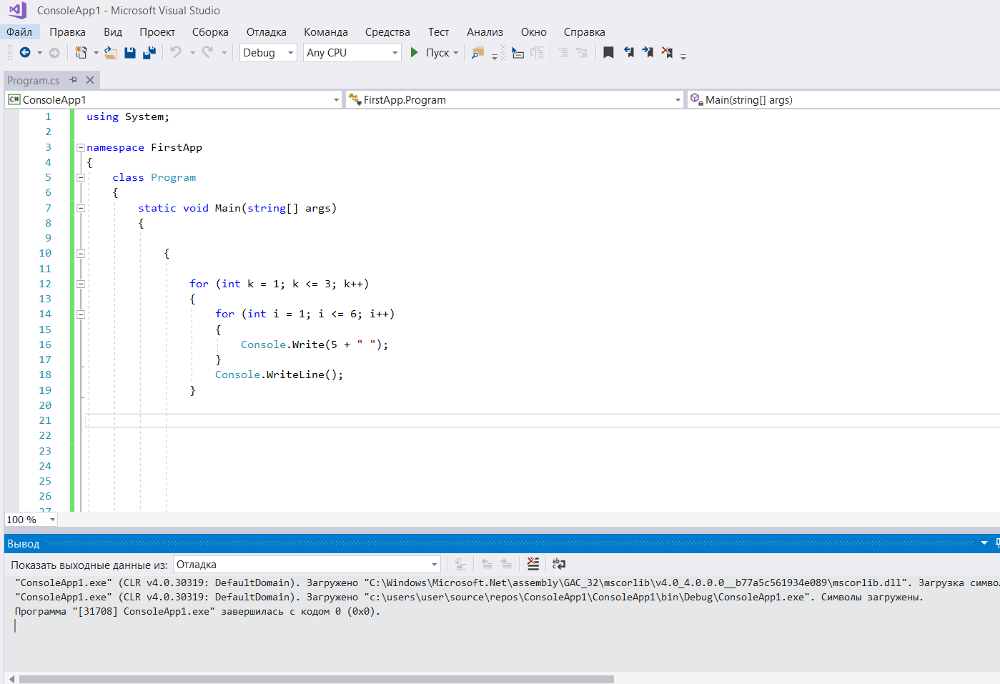 ConsoleApp1 - Microsoft Visual Studio
Файл Правка Вид Проект Сборка Отладка Команда Средства Тест Анализ Окно Справка
Debug Any CPU Пуск
Program.cs
C# ConsoleApp1 FirstApp.Program Main(string[] args)
1 using System;
2
3 namespace FirstApp
4 {
5 class Program
6 {
7 static void Main(string[] args)
8 {
9
10 {
11
12 for (int k = 1; k <= 3; k++)
13 {
14 for (int i = 1; i <= 6; i++)
15 {
16 Console.Write(5 + " ");
17 }
18 Console.WriteLine();
19 }
20
21
22
23
24
25
26
27
100 %
Вывод
Показать выходные данные из: Отладка
"ConsoleApp1.exe" (CLR v4.0.30319: DefaultDomain). Загружено "C:\Windows\Microsoft.Net\assembly\GAC_32\mscorlib\v4.0_4.0.0.0__b77a5c561934e089\mscorlib.dll". Загрузка симво
"ConsoleApp1.exe" (CLR v4.0.30319: DefaultDomain). Загружено "c:\users\user\source\repos\ConsoleApp1\ConsoleApp1\bin\Debug\ConsoleApp1.exe". Символы загружены.
Программа "[31708] ConsoleApp1.exe" завершилась с кодом 0 (0x0).